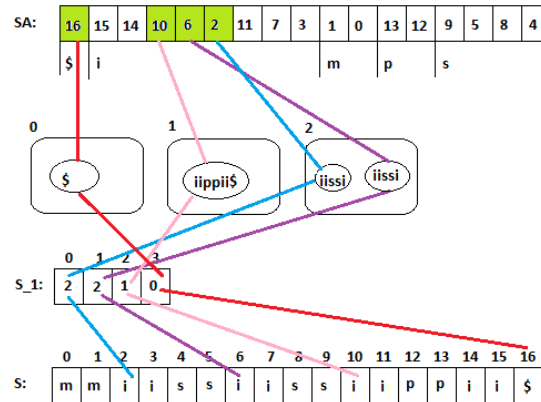 SA: 16 15 14 10 6 2 11 7 3 1 0 13 12 9 5 8 4
$ i m p s
0 1 2
$ iippii$ iissi iissi
0 1 2 3
S_1: 2 2 1 0
0 1 2 3 4 5 6 7 8 9 10 11 12 13 14 15 16
S: m m i i s s i i s s i i p p i i $